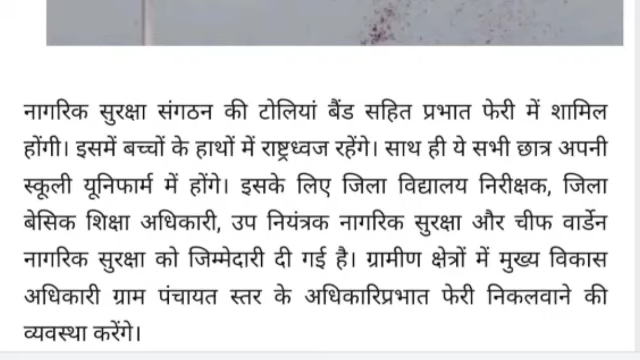 नागरिक सुरक्षा संगठन की टोलियां बैंड सहित प्रभात फेरी में शामिल
होंगी। इसमें बच्चों के हाथों में राष्ट्रध्वज रहेंगे। साथ ही ये सभी छात्र अपनी
स्कूली यूनिफार्म में होंगे। इसके लिए जिला विद्यालय निरीक्षक, जिला
बेसिक शिक्षा अधिकारी, उप नियंत्रक नागरिक सुरक्षा और चीफ वार्डेन
नागरिक सुरक्षा को जिम्मेदारी दी गई है। ग्रामीण क्षेत्रों में मुख्य विकास
अधिकारी ग्राम पंचायत स्तर के अधिकारिप्रभात फेरी निकलवाने की
व्यवस्था करेंगे।